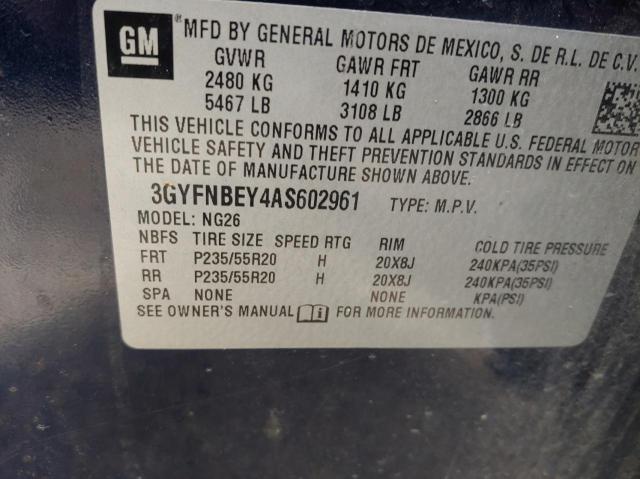 GM
MFD BY GENERAL MOTORS DE MEXICO, S. DE R.L. DE C.V.
GVWR GAWR FRT GAWR RR
2480 KG 1410 KG 1300 KG
5467 LB 3108 LB 2866 LB
THIS VEHICLE CONFORMS TO ALL APPLICABLE U.S. FEDERAL MOTOR
VEHICLE SAFETY AND THEFT PREVENTION STANDARDS IN EFFECT ON
THE DATE OF MANUFACTURE SHOWN ABOVE.
3GYFNBEY4AS602961 TYPE: M.P.V.
MODEL: NG26
NBFS TIRE SIZE SPEED RTG RIM COLD TIRE PRESSURE
FRT P235/55R20 H 20X8J 240KPA(35PSI)
RR P235/55R20 H 20X8J 240KPA(35PSI)
SPA NONE NONE KPA(PSI)
SEE OWNER'S MANUAL FOR MORE INFORMATION.